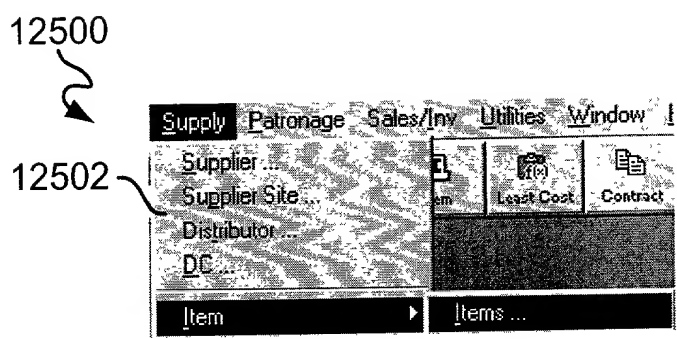 12500
Supply Patronage Sales/Inv Utilities Window
12502
Supplier ...
Supplier Site ...
Distributor ...
DC ...
Least Cost Contract
Item Items ...